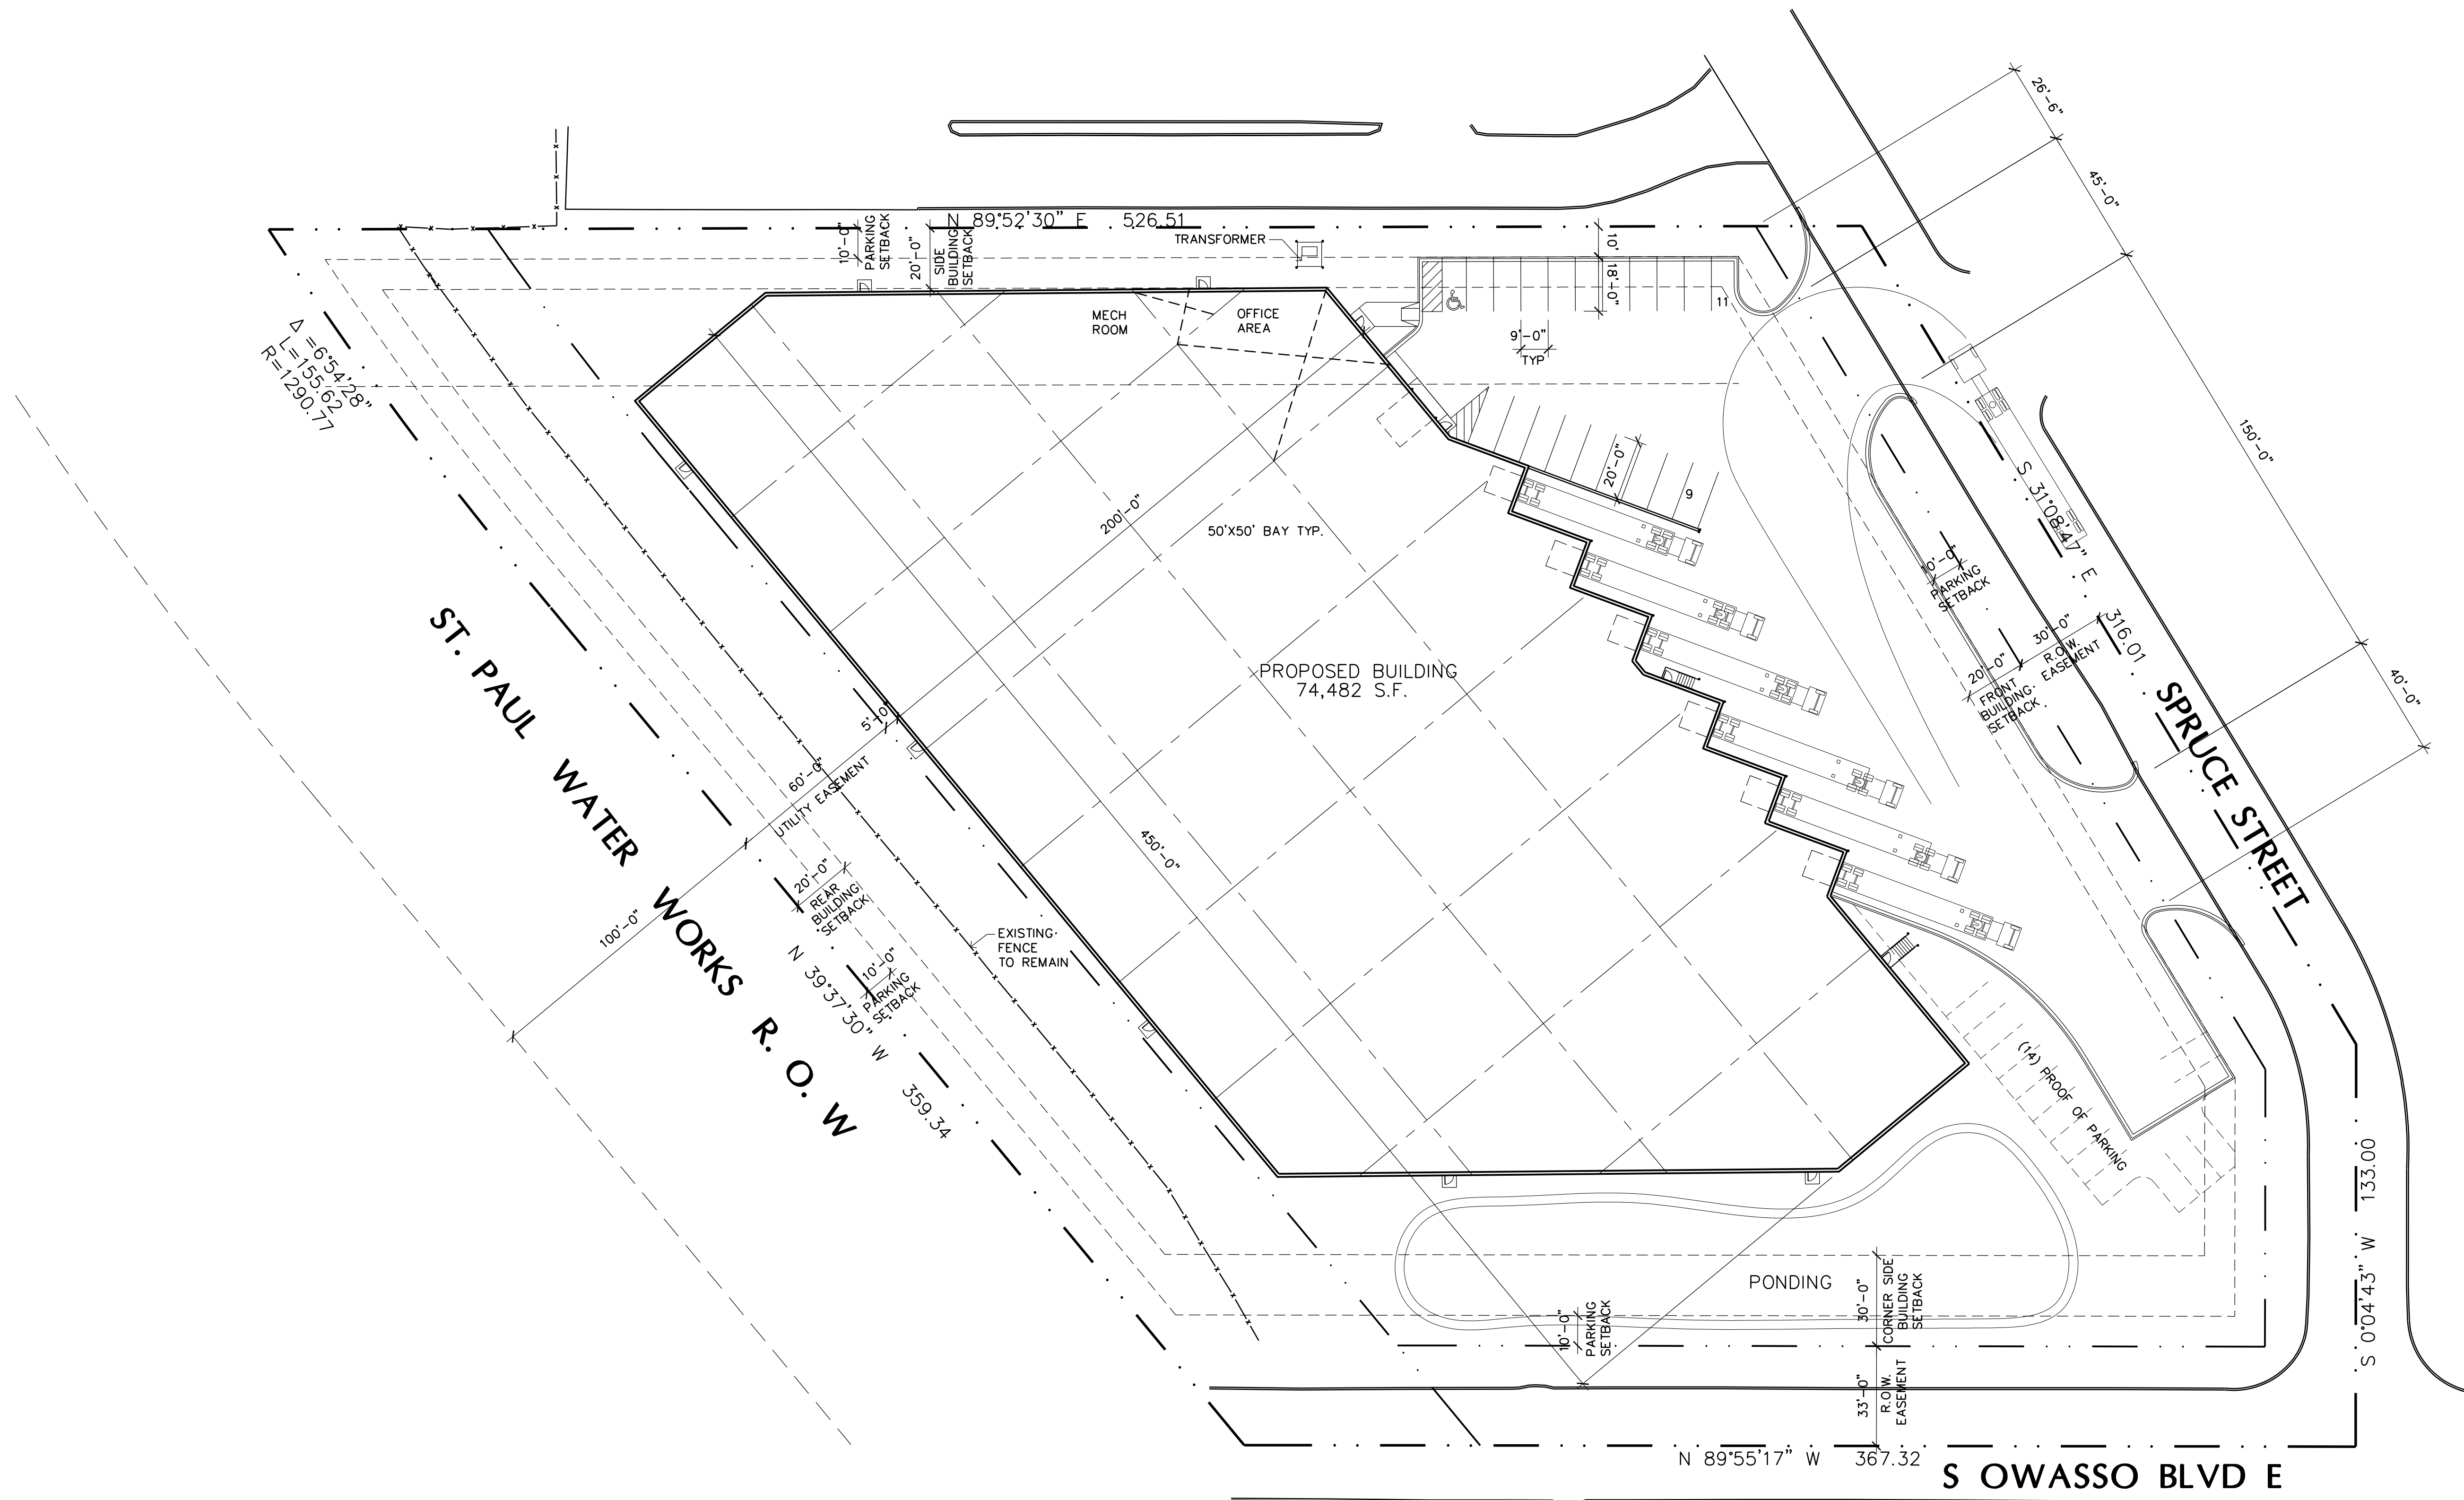 26'-6"
45'-0"
150'-0"
40'-0"
N 89°52'30" E 526.51
10'-0"
PARKING
SETBACK
20'-0"
SIDE
BUILDING
SETBACK
TRANSFORMER
10'
18'-0"
11
9'-0"
TYP
MECH
ROOM
OFFICE
AREA
Δ =6°54'28"
L=155.62
R=1290.77
20'-0"
9
200'-0"
50'X50' BAY TYP.
S 31°08'47" E 316.01
10'-0"
PARKING
SETBACK
30'-0"
R.O.W.
EASEMENT
20'-0"
FRONT
BUILDING
SETBACK
SPRUCE STREET
PROPOSED BUILDING
74,482 S.F.
ST. PAUL WATER WORKS R. O. W
5'-0"
60'-0"
UTILITY EASEMENT
100'-0"
20'-0"
REAR
BUILDING
SETBACK
10'-0"
PARKING
SETBACK
N 39°37'30" W 359.34
450'-0"
EXISTING
FENCE
TO REMAIN
(14) PROOF OF PARKING
PONDING
10'-0"
PARKING
SETBACK
30'-0"
CORNER SIDE
BUILDING
SETBACK
33'-0"
R.O.W.
EASEMENT
S 0°04'43" W 133.00
N 89°55'17" W 367.32
S OWASSO BLVD E